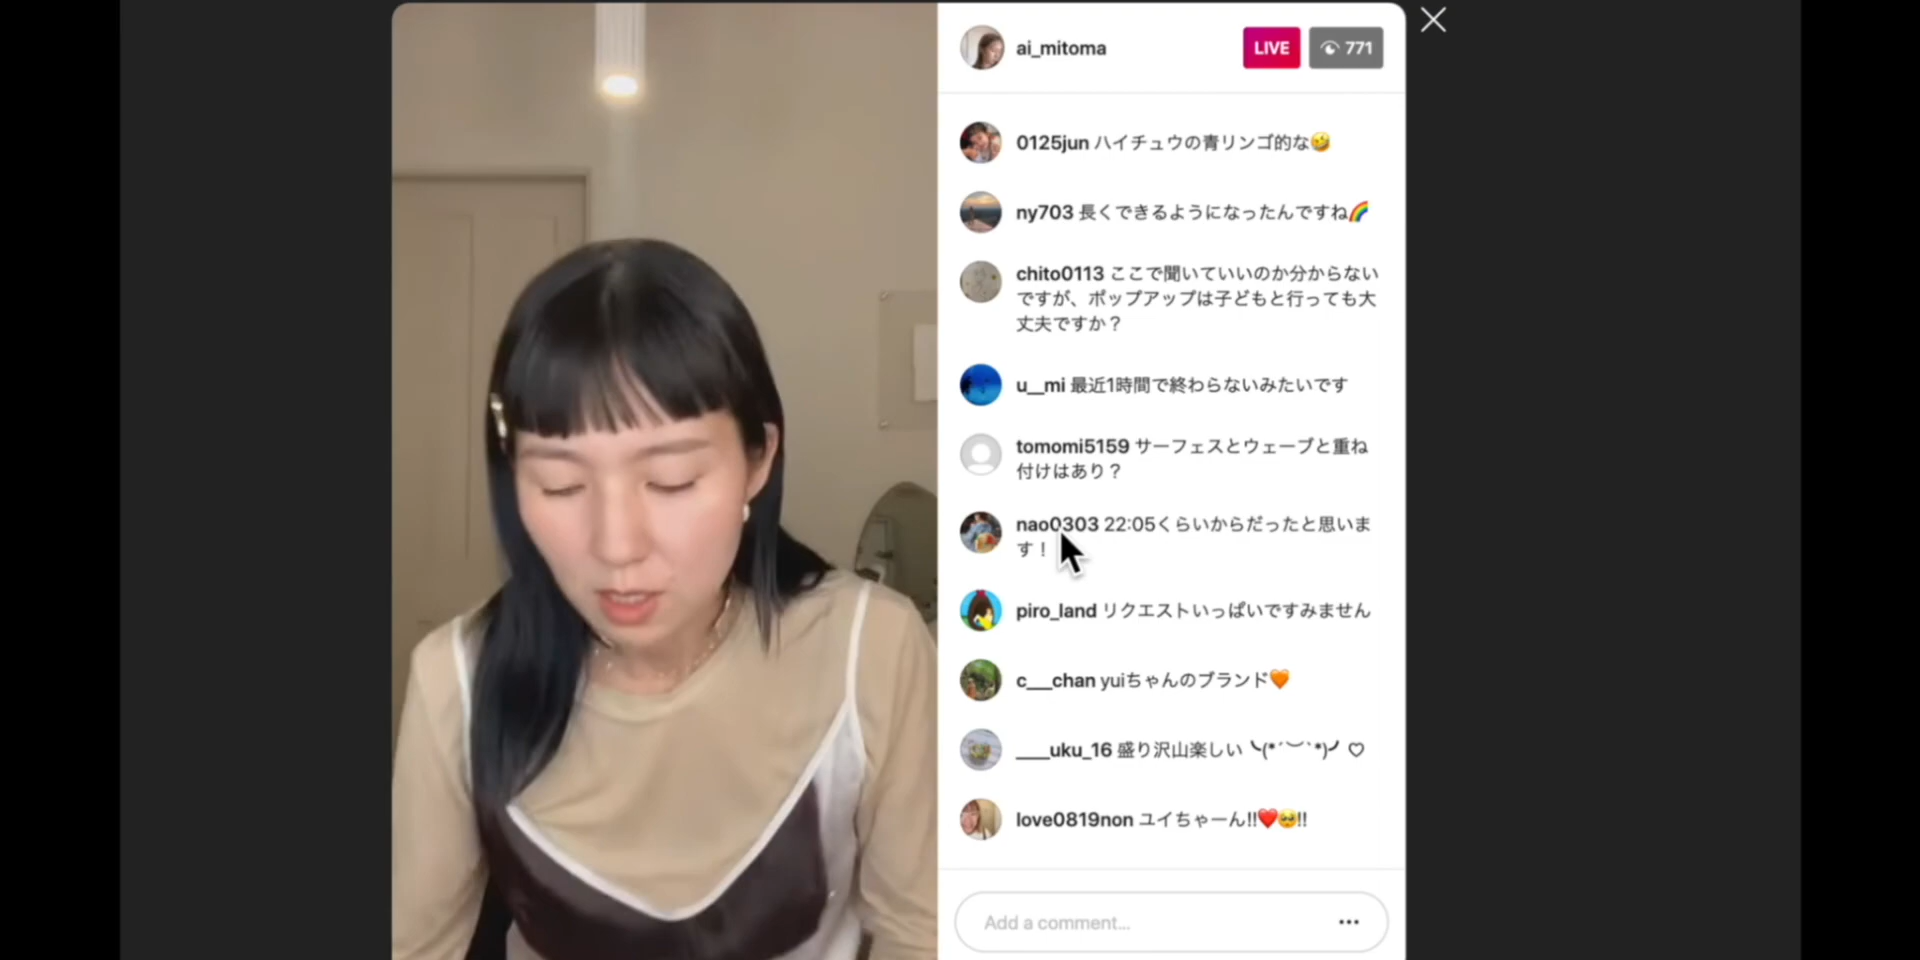 ai_mitoma
LIVE
771
0125jun ハイチュウの青リンゴ的な🤣
ny703 長くできるようになったんですね🌈
chito0113 ここで聞いていいのか分からない
ですが、ポップアップは子どもと行っても大
丈夫ですか？
u__mi 最近1時間で終わらないみたいです
tomomi5159 サーフェスとウェーブと重ね
付けはあり？
nao0303 22:05くらいからだったと思いま
す！
piro_land リクエストいっぱいですみません
c___chan yuiちゃんのブランド🧡
____uku_16 盛り沢山楽しい ╰(*´︶`*)╯♡
love0819non ユイちゃーん‼️❤️🥺‼️
Add a comment...